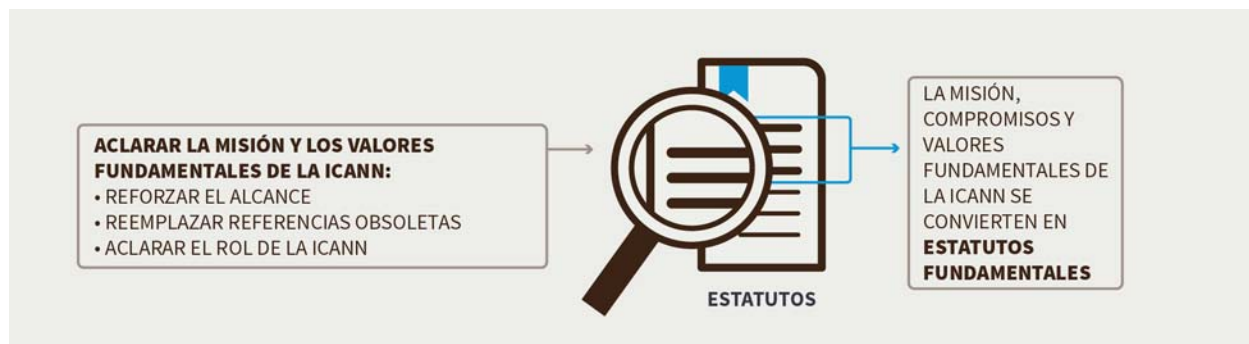 ACLARAR LA MISIÓN Y LOS VALORES
FUNDAMENTALES DE LA ICANN:
• REFORZAR EL ALCANCE
• REEMPLAZAR REFERENCIAS OBSOLETAS
• ACLARAR EL ROL DE LA ICANN
ESTATUTOS
LA MISIÓN,
COMPROMISOS Y
VALORES
FUNDAMENTALES DE
LA ICANN SE
CONVIERTEN EN
ESTATUTOS
FUNDAMENTALES